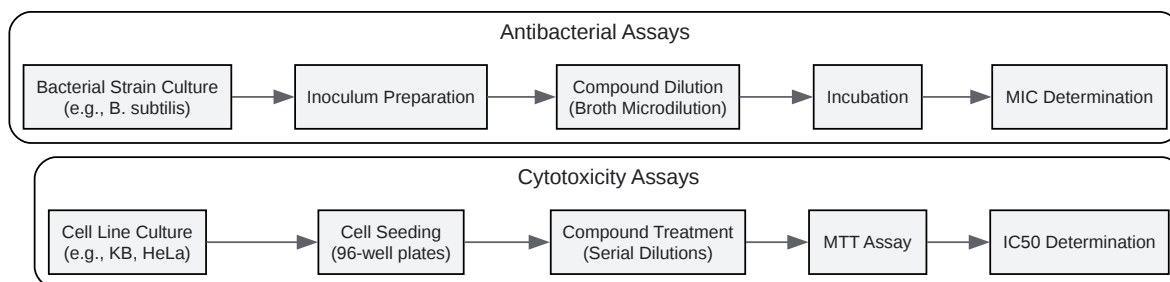 Antibacterial Assays
Bacterial Strain Culture
(e.g., B. subtilis)
Inoculum Preparation
Compound Dilution
(Broth Microdilution)
Incubation
MIC Determination
Cytotoxicity Assays
Cell Line Culture
(e.g., KB, HeLa)
Cell Seeding
(96-well plates)
Compound Treatment
(Serial Dilutions)
MTT Assay
IC50 Determination